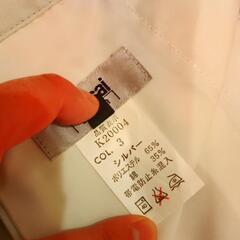 sai
品質表示
K20004
COL. 3
シルバー
ポリエステル 65%
綿 35%
帯電防止糸混入